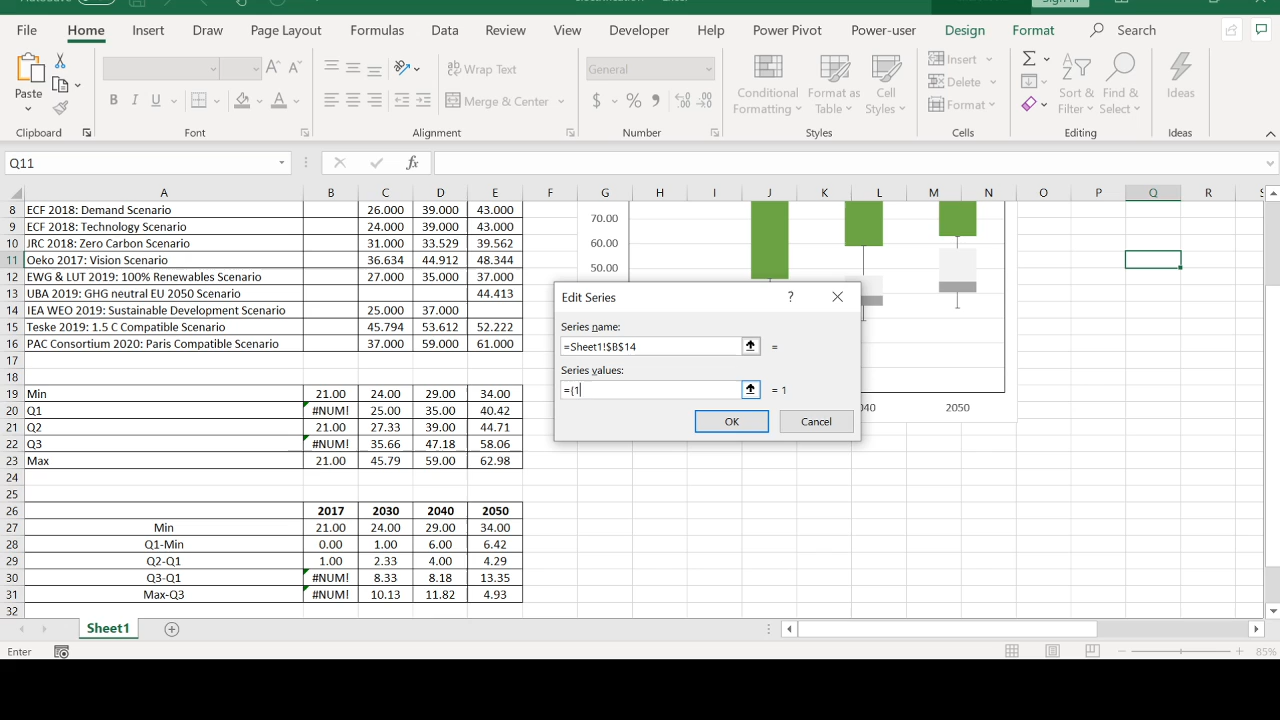 File Home Insert Draw Page Layout Formulas Data Review View Developer Help Power Pivot Power-user Design Format Search
Paste
Wrap Text
Merge & Center
General
$ % ,
B I U
Conditional Formatting
Format as Table
Cell Styles
Insert
Delete
Format
Sort & Filter
Find & Select
Ideas
Clipboard Font Alignment Number Styles Cells Editing Ideas
Q11 fx
A B C D E F G H I J K L M N O P Q R
8 ECF 2018: Demand Scenario 26.000 39.000 43.000
9 ECF 2018: Technology Scenario 24.000 39.000 43.000
10 JRC 2018: Zero Carbon Scenario 31.000 33.529 39.562
11 Oeko 2017: Vision Scenario 36.634 44.912 48.344
12 EWG & LUT 2019: 100% Renewables Scenario 27.000 35.000 37.000
13 UBA 2019: GHG neutral EU 2050 Scenario 44.413
14 IEA WEO 2019: Sustainable Development Scenario 25.000 37.000
15 Teske 2019: 1.5 C Compatible Scenario 45.794 53.612 52.222
16 PAC Consortium 2020: Paris Compatible Scenario 37.000 59.000 61.000
17
18
19 Min 21.00 24.00 29.00 34.00
20 Q1 #NUM! 25.00 35.00 40.42
21 Q2 21.00 27.33 39.00 44.71
22 Q3 #NUM! 35.66 47.18 58.06
23 Max 21.00 45.79 59.00 62.98
24
25
26 2017 2030 2040 2050
27 Min 21.00 24.00 29.00 34.00
28 Q1-Min 0.00 1.00 6.00 6.42
29 Q2-Q1 1.00 2.33 4.00 4.29
30 Q3-Q1 #NUM! 8.33 8.18 13.35
31 Max-Q3 #NUM! 10.13 11.82 4.93
32
70.00
60.00
50.00
040 2050
Edit Series ?
Series name:
=Sheet1!$B$14 =
Series values:
={1 = 1
OK Cancel
Sheet1
Enter 85%